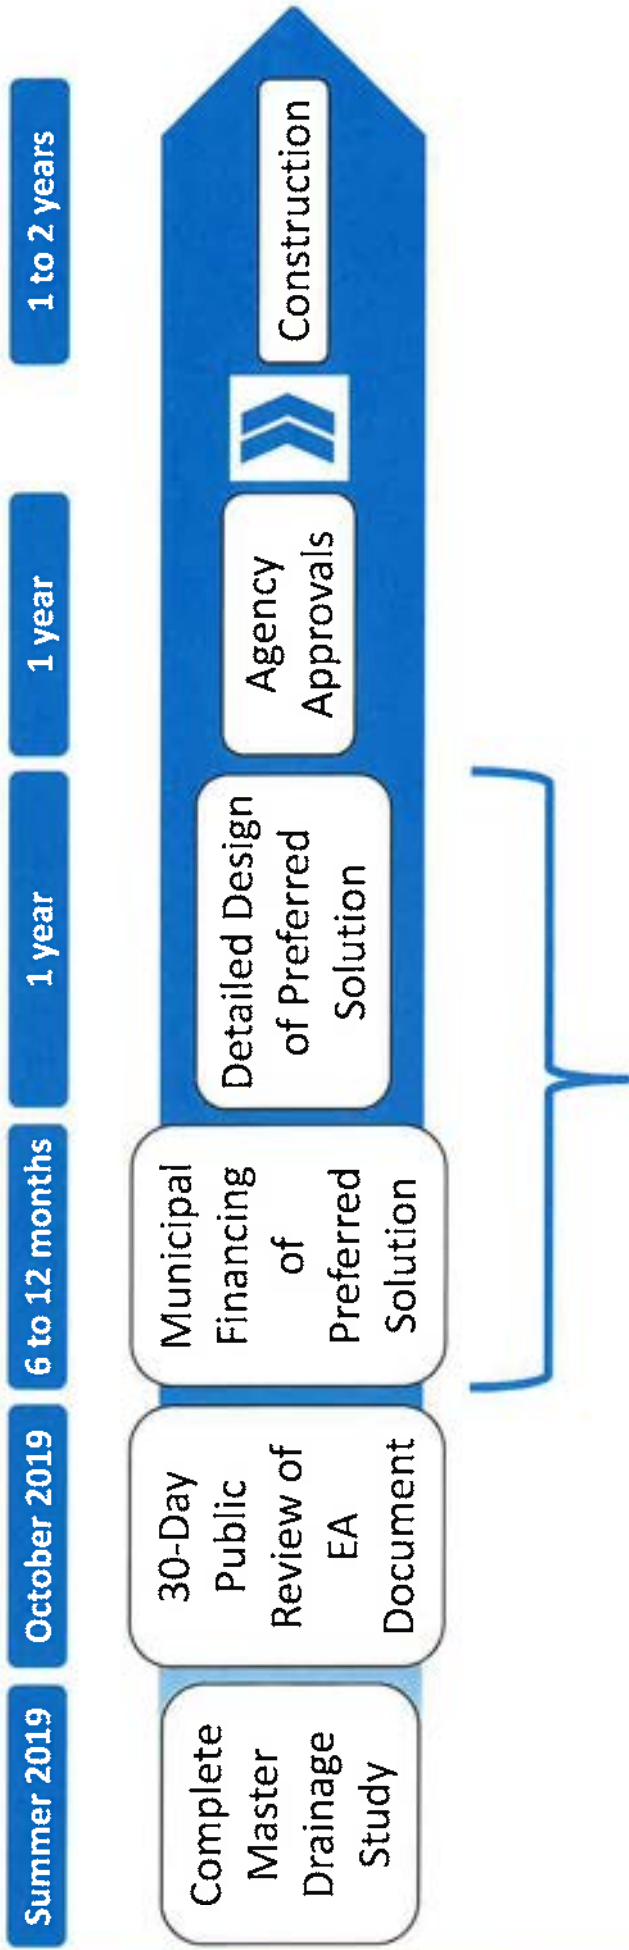 Summer 2019
October 2019
6 to 12 months
1 year
1 year
1 to 2 years
Complete
Master
Drainage
Study
30-Day
Public
Review of
EA
Document
Municipal
Financing
of
Preferred
Solution
Detailed Design
of Preferred
Solution
Agency
Approvals
Construction